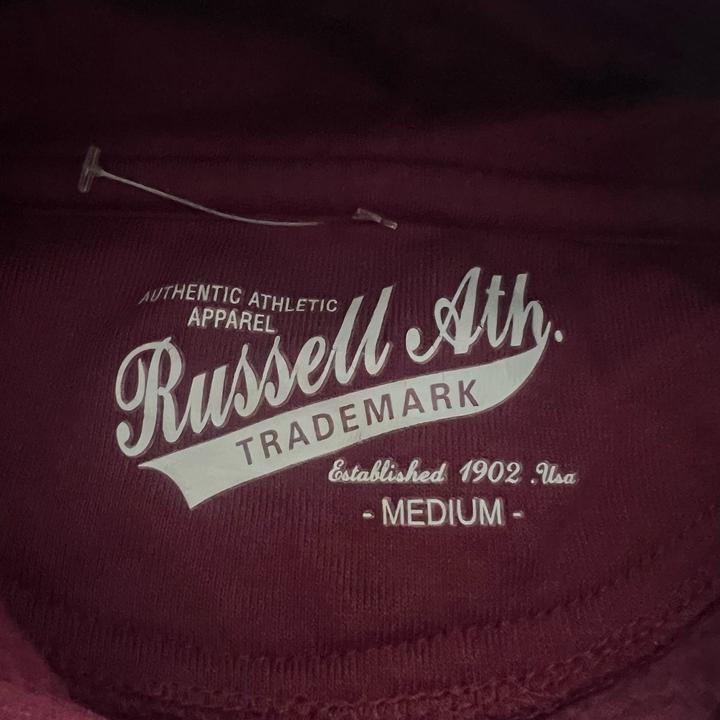 AUTHENTIC ATHLETIC
APPAREL
Russell Ath.
TRADEMARK
Established 1902 .Usa
- MEDIUM -